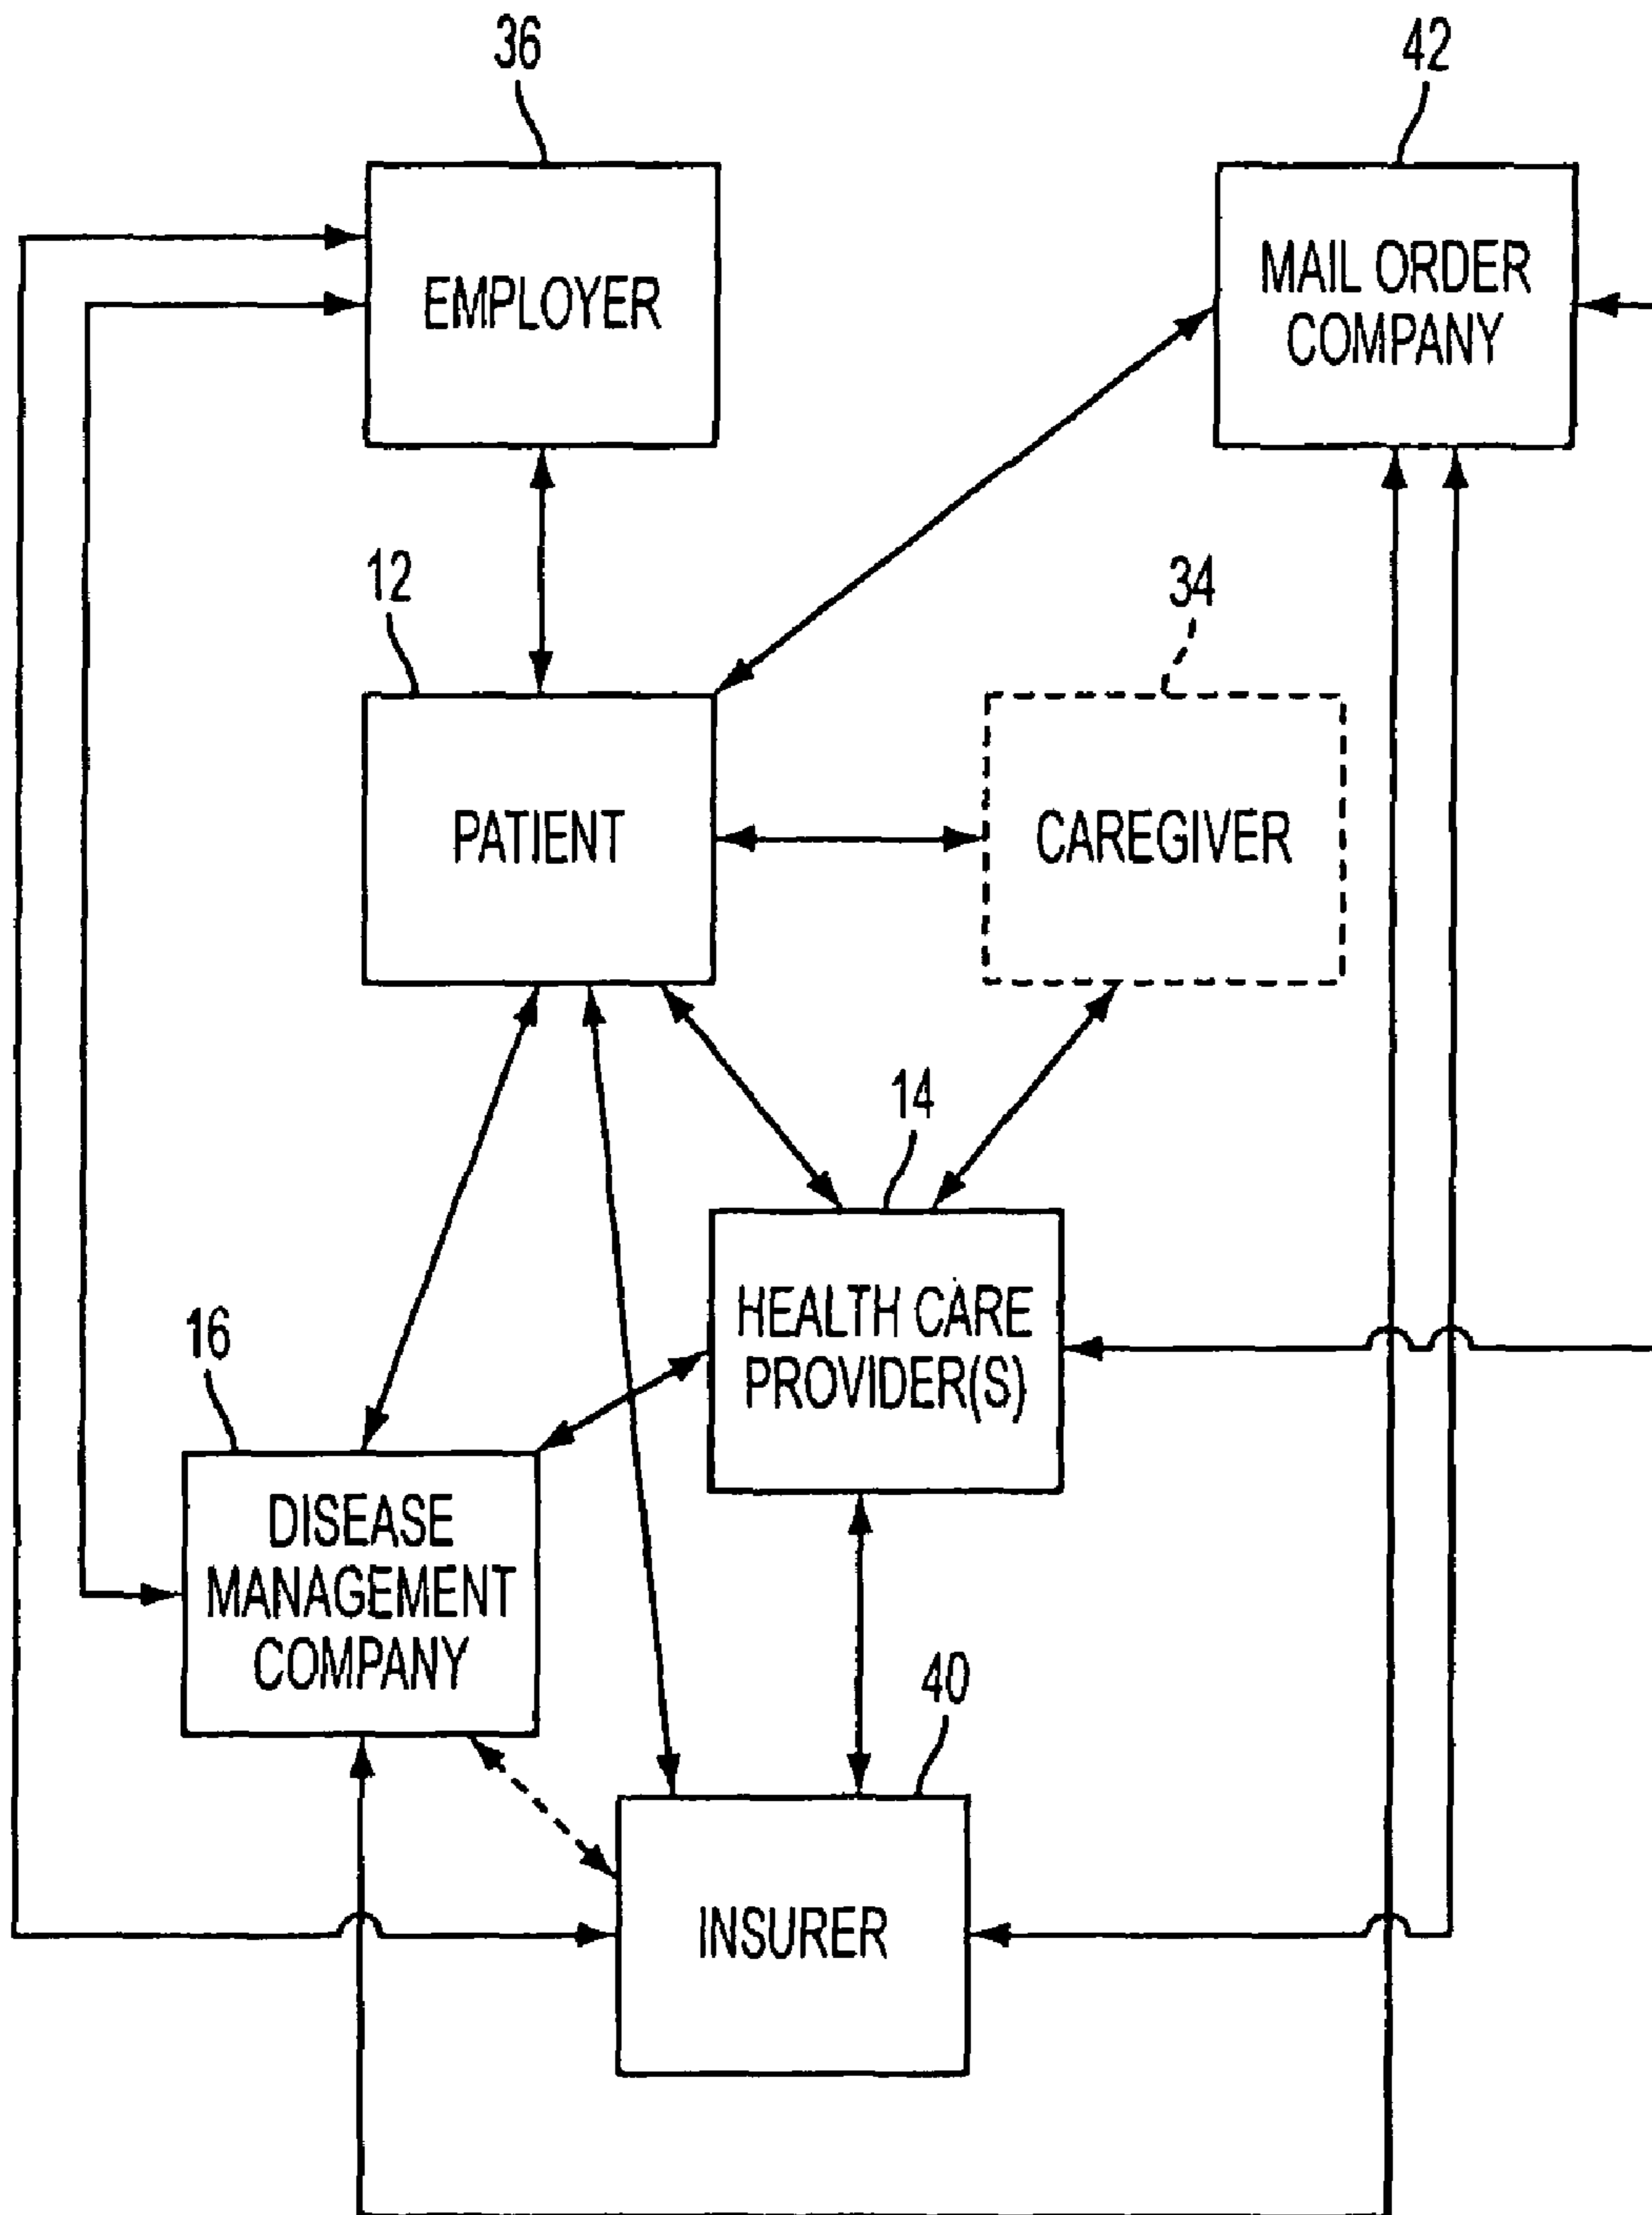 36
42
EMPLOYER
MAIL ORDER
COMPANY
12
34
PATIENT
CAREGIVER
14
HEALTH CARE
PROVIDER(S)
16
DISEASE
MANAGEMENT
COMPANY
40
INSURER